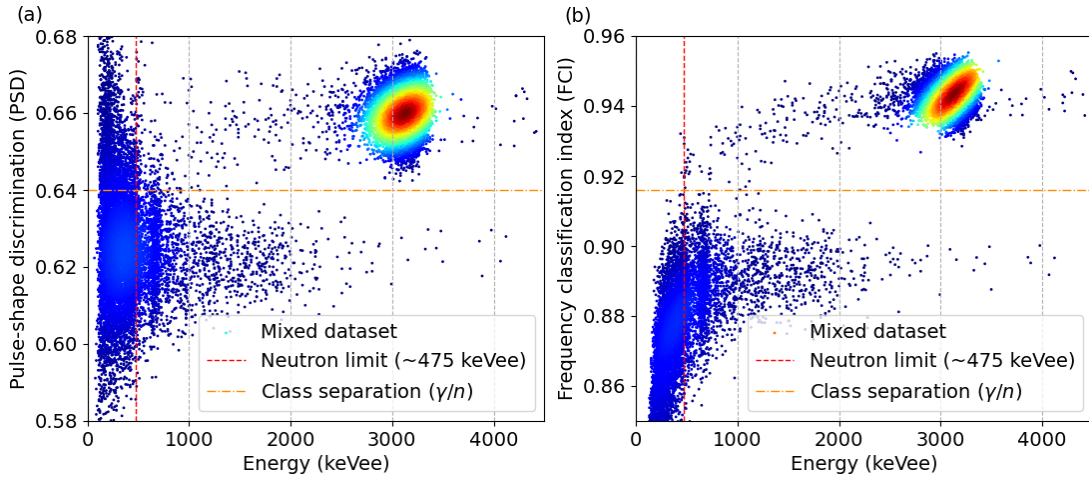 (a)
0.68
0.66
0.64
0.62
0.60
0.58
Pulse-shape discrimination (PSD)
Mixed dataset
Neutron limit (~475 keVee)
Class separation (γ/n)
0 1000 2000 3000 4000
Energy (keVee)
(b)
0.96
0.94
0.92
0.90
0.88
0.86
Frequency classification index (FCI)
Mixed dataset
Neutron limit (~475 keVee)
Class separation (γ/n)
0 1000 2000 3000 4000
Energy (keVee)